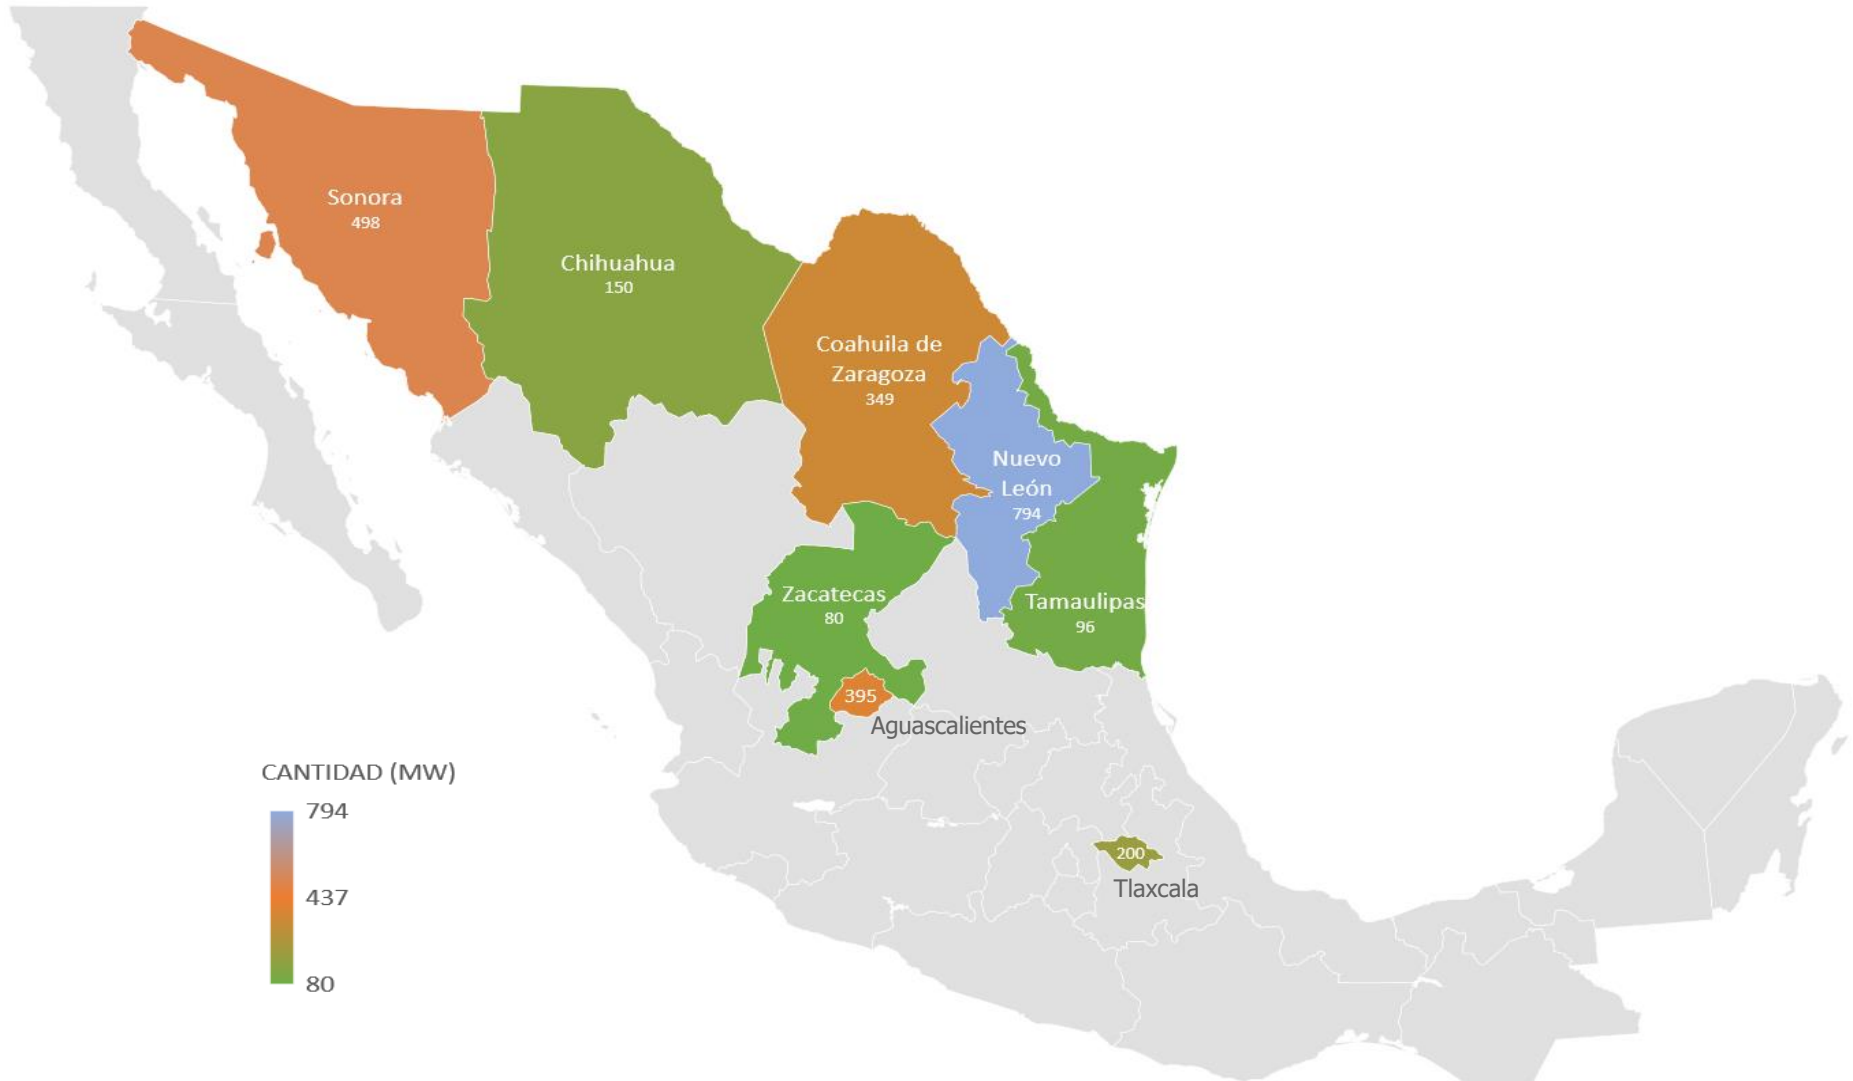 Sonora
498
Chihuahua
150
Coahuila de
Zaragoza
349
Nuevo
León
794
Zacatecas
80
Tamaulipas
96
395
Aguascalientes
CANTIDAD (MW)
794
437
80
200
Tlaxcala